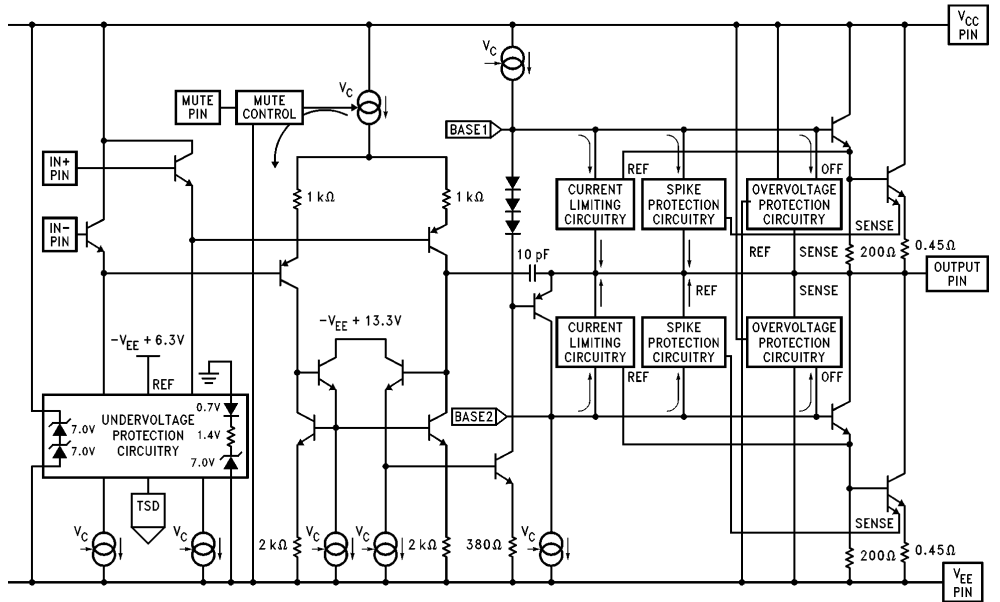 VCC
PIN
VC
VC
MUTE
PIN
MUTE
CONTROL
BASE1
IN+
PIN
IN-
PIN
1 kΩ
1 kΩ
REF
OFF
CURRENT
LIMITING
CIRCUITRY
SPIKE
PROTECTION
CIRCUITRY
OVERVOLTAGE
PROTECTION
CIRCUITRY
SENSE
REF
SENSE
200Ω
0.45Ω
10 pF
OUTPUT
PIN
REF
SENSE
-VEE + 6.3V
-VEE + 13.3V
REF
CURRENT
LIMITING
CIRCUITRY
SPIKE
PROTECTION
CIRCUITRY
OVERVOLTAGE
PROTECTION
CIRCUITRY
REF
OFF
UNDERVOLTAGE
PROTECTION
CIRCUITRY
7.0V
7.0V
0.7V
1.4V
7.0V
BASE2
TSD
SENSE
VC
VC
2 kΩ
VC
2 kΩ
380Ω
VC
200Ω
0.45Ω
VEE
PIN